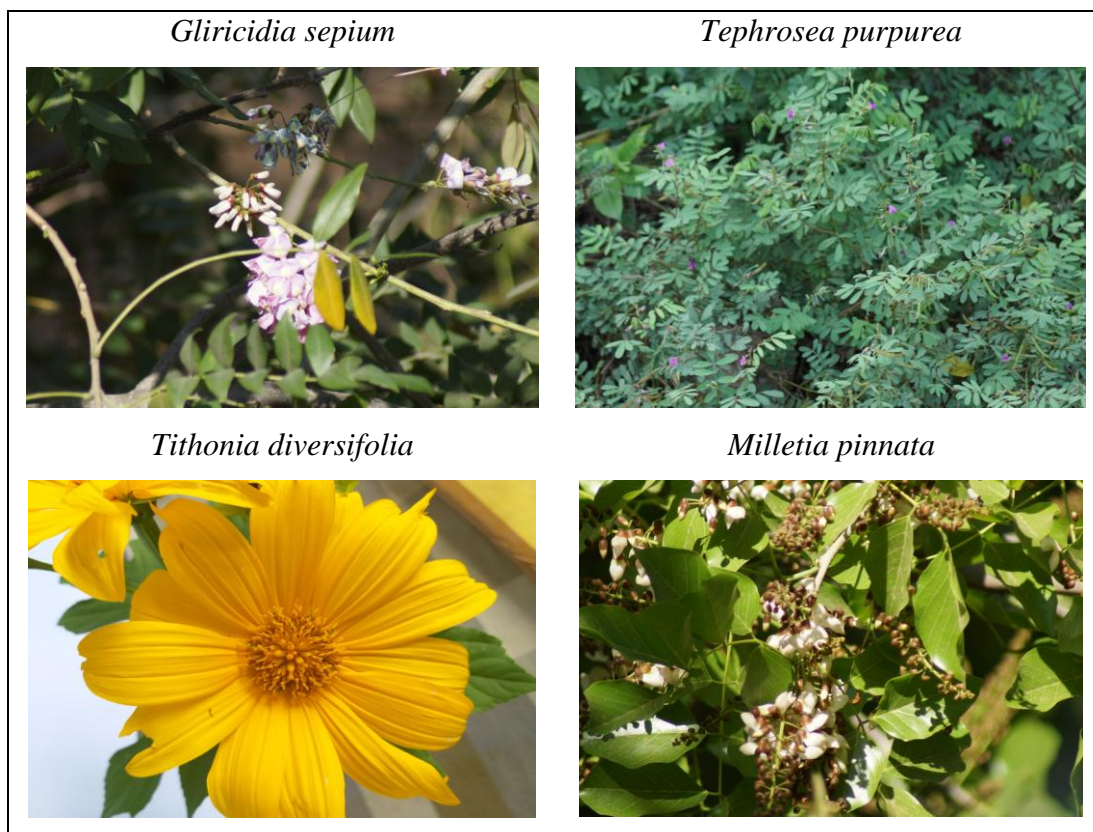 Gliricidia sepium
Tephrosea purpurea
Tithonia diversifolia
Milletia pinnata